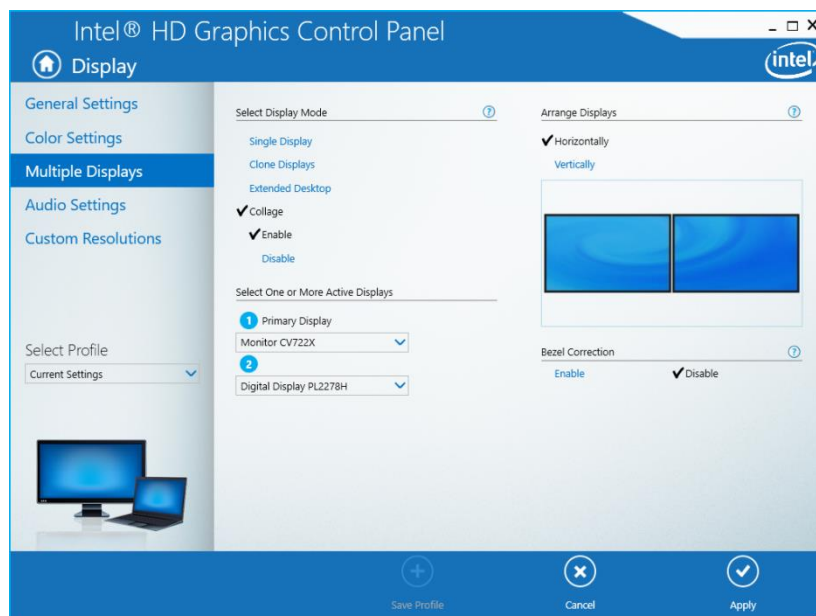 Intel® HD Graphics Control Panel
Display
intel
General Settings
Color Settings
Multiple Displays
Audio Settings
Custom Resolutions
Select Profile
Current Settings
Select Display Mode
?
Single Display
Clone Displays
Extended Desktop
Collage
Enable
Disable
Select One or More Active Displays
1 Primary Display
Monitor CV722X
2
Digital Display PL2278H
Arrange Displays
?
Horizontally
Vertically
Bezel Correction
?
Enable Disable
Save Profile
Cancel
Apply